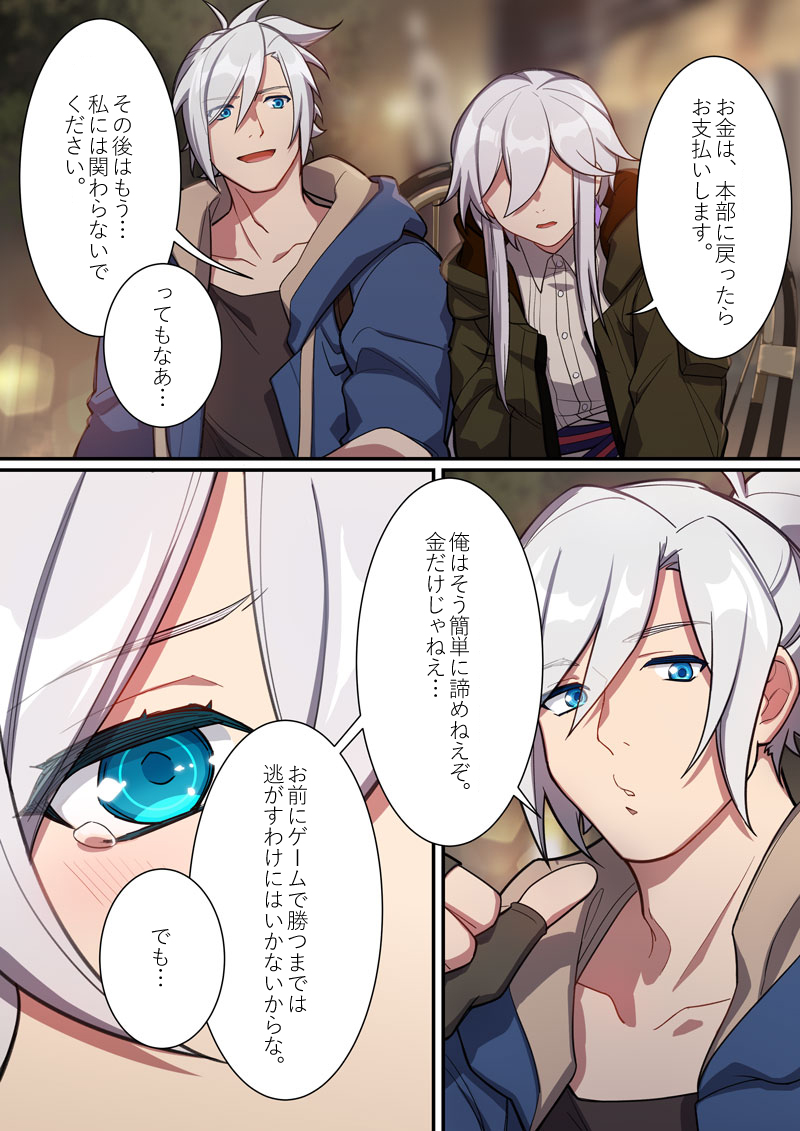 お金は、本部に戻ったら
お支払いします。
その後はもう…
私には関わらないで
ください。
ってもなあ…
俺はそう簡単に諦めねえぞ。
金だけじゃねえ…
お前にゲームで勝つまでは
逃がすわけにはいかないからな。
でも…